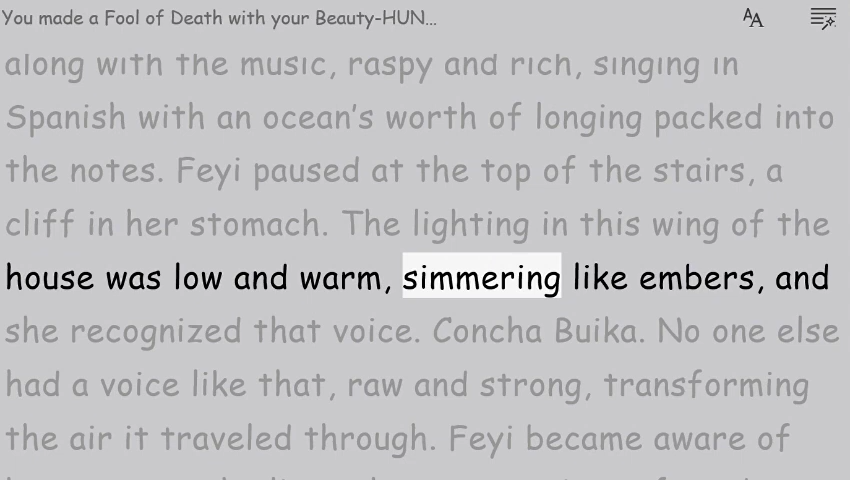 You made a Fool of Death with your Beauty-HUN...
AA
along with the music, raspy and rich, singing in
Spanish with an ocean's worth of longing packed into
the notes. Feyi paused at the top of the stairs, a
cliff in her stomach. The lighting in this wing of the
house was low and warm, simmering like embers, and
she recognized that voice. Concha Buika. No one else
had a voice like that, raw and strong, transforming
the air it traveled through. Feyi became aware of